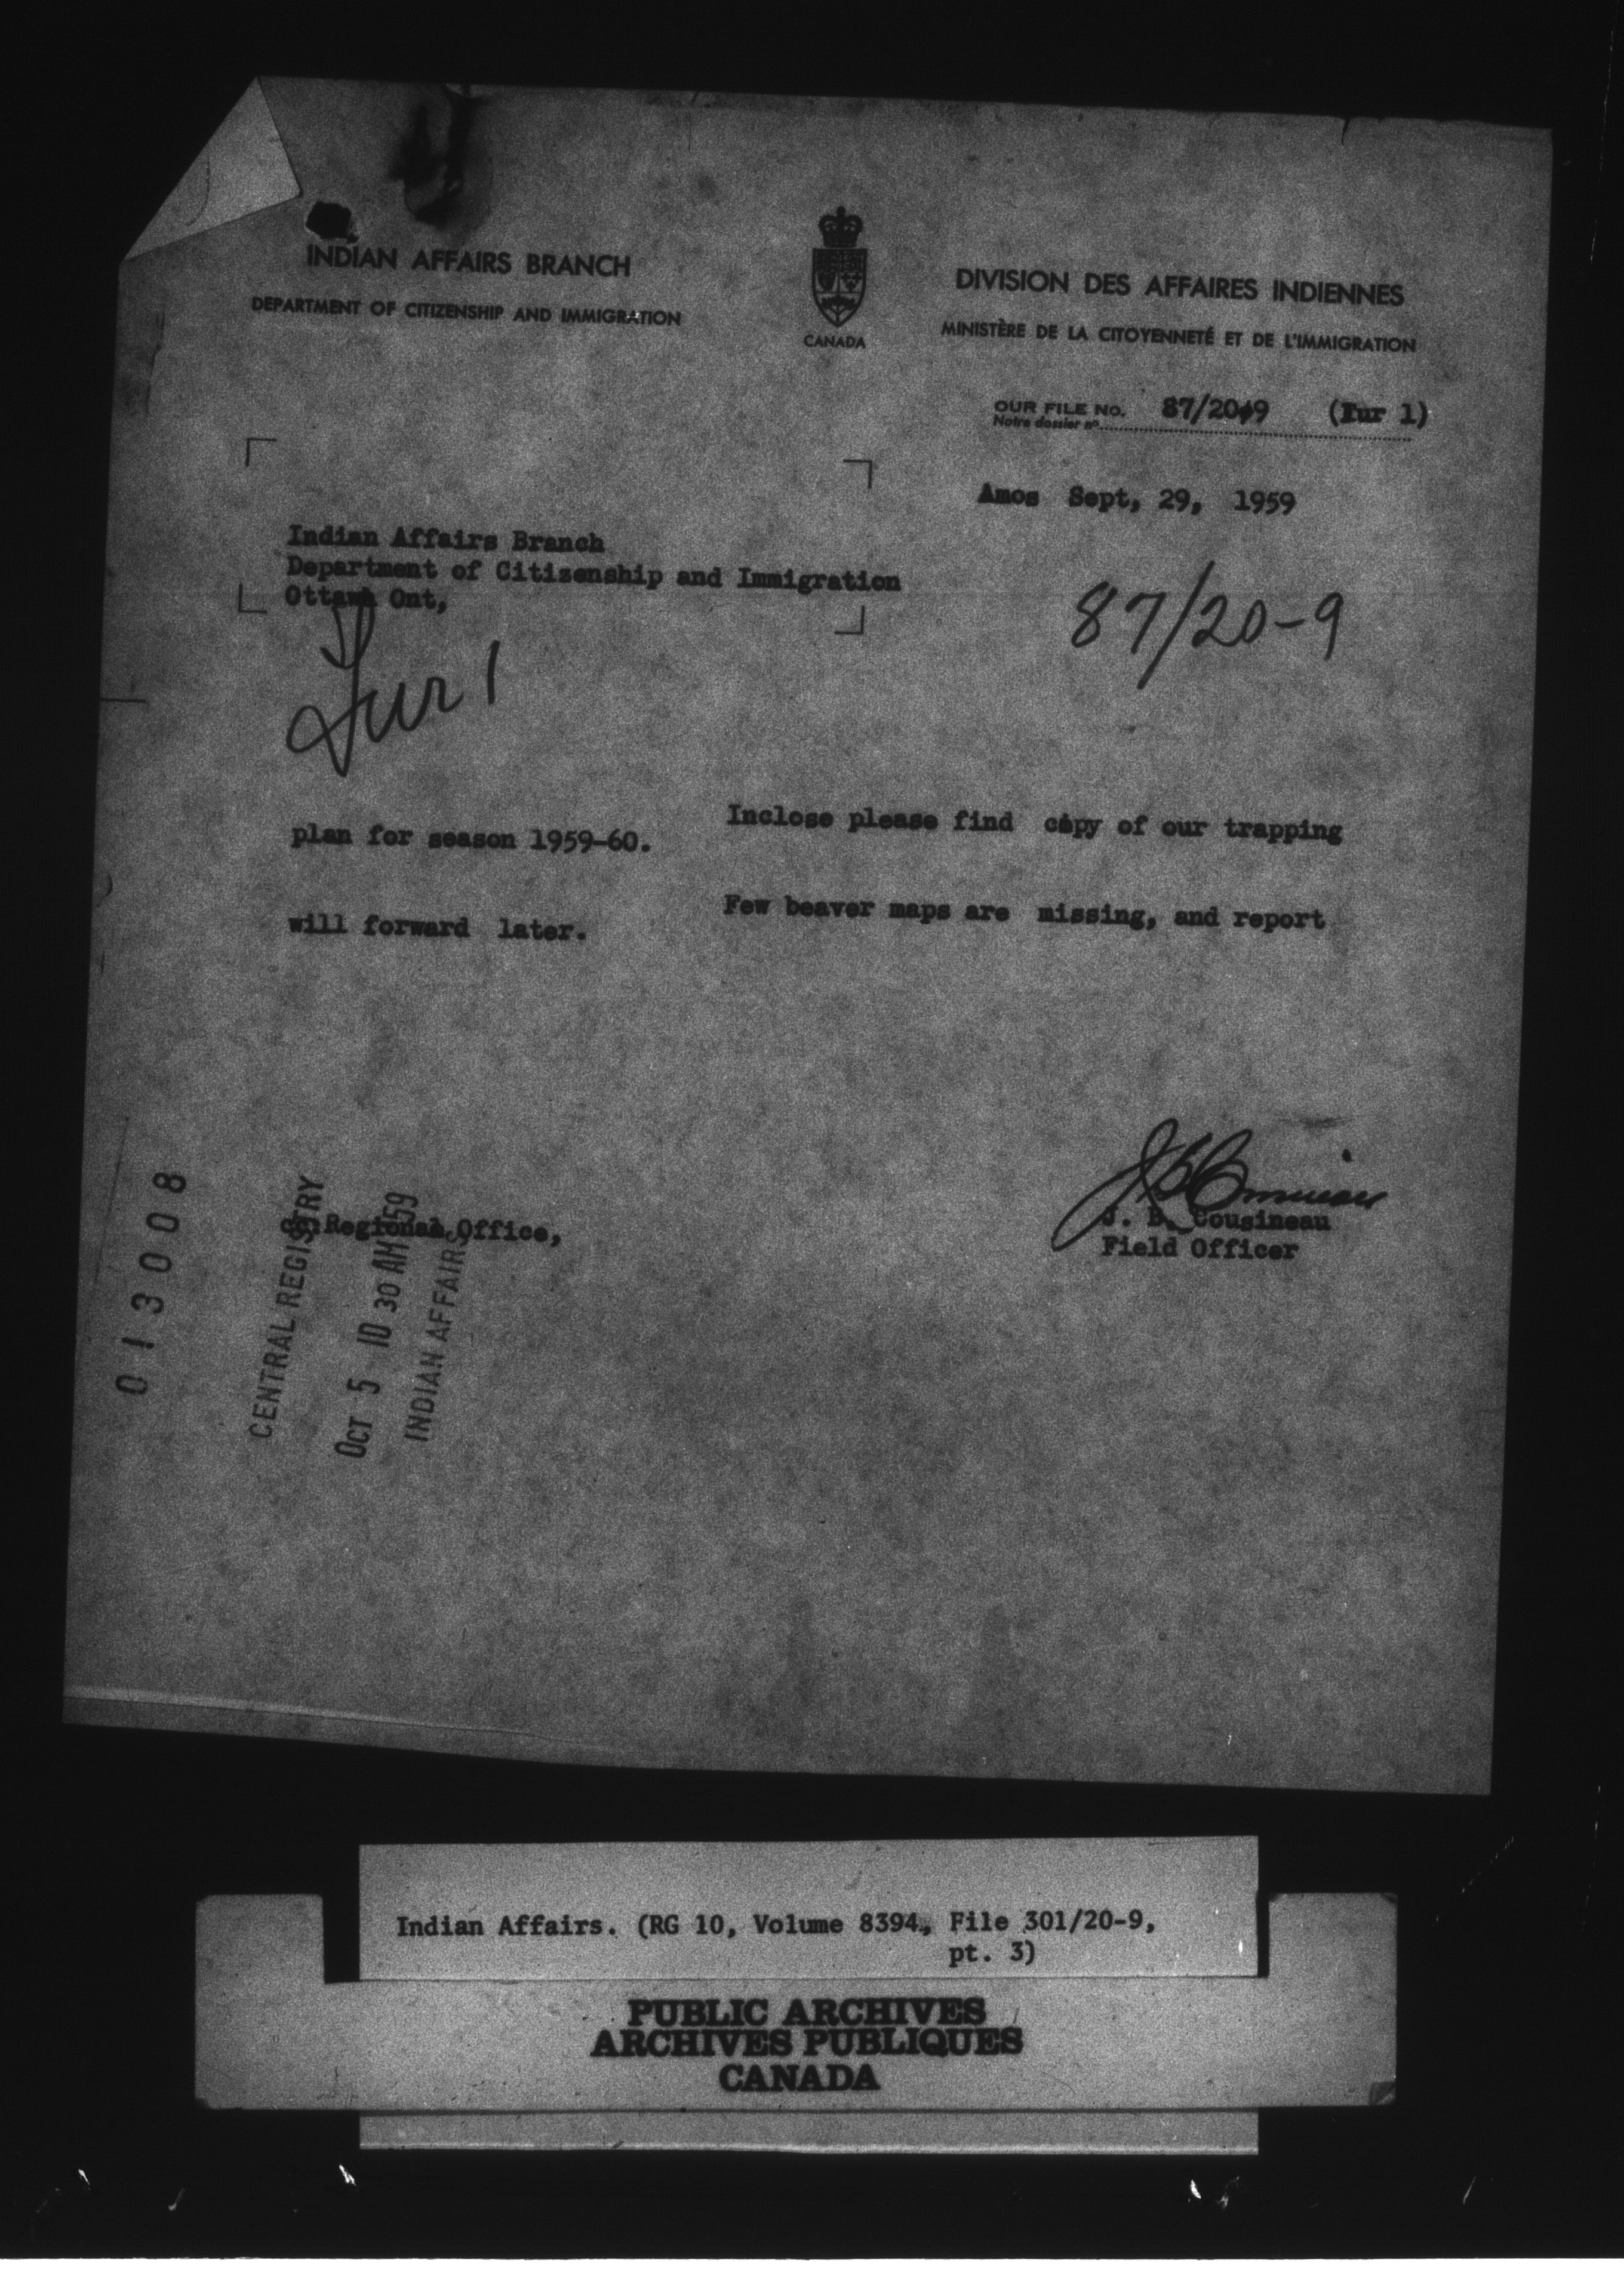 INDIAN AFFAIRS BRANCH
DEPARTMENT OF CITIZENSHIP AND IMMIGRATION
CANADA
DIVISION DES AFFAIRES INDIENNES
MINISTÈRE DE LA CITOYENNETÉ ET DE L'IMMIGRATION
OUR FILE NO. 87/20-9 (Fur 1)
Notre dossier nº
Amos Sept, 29, 1959
Indian Affairs Branch
Department of Citizenship and Immigration
Ottawa Ont,
87/20-9
Fur 1
Inclose please find copy of our trapping
plan for season 1959-60.
Few beaver maps are missing, and report
will forward later.
J. B. Cousineau
Field Officer
cc: Regional Office,
013008
CENTRAL REGISTRY
OCT 5 10 30 AM '59
INDIAN AFFAIRS
Indian Affairs. (RG 10, Volume 8394, File 301/20-9,
pt. 3)
PUBLIC ARCHIVES
ARCHIVES PUBLIQUES
CANADA